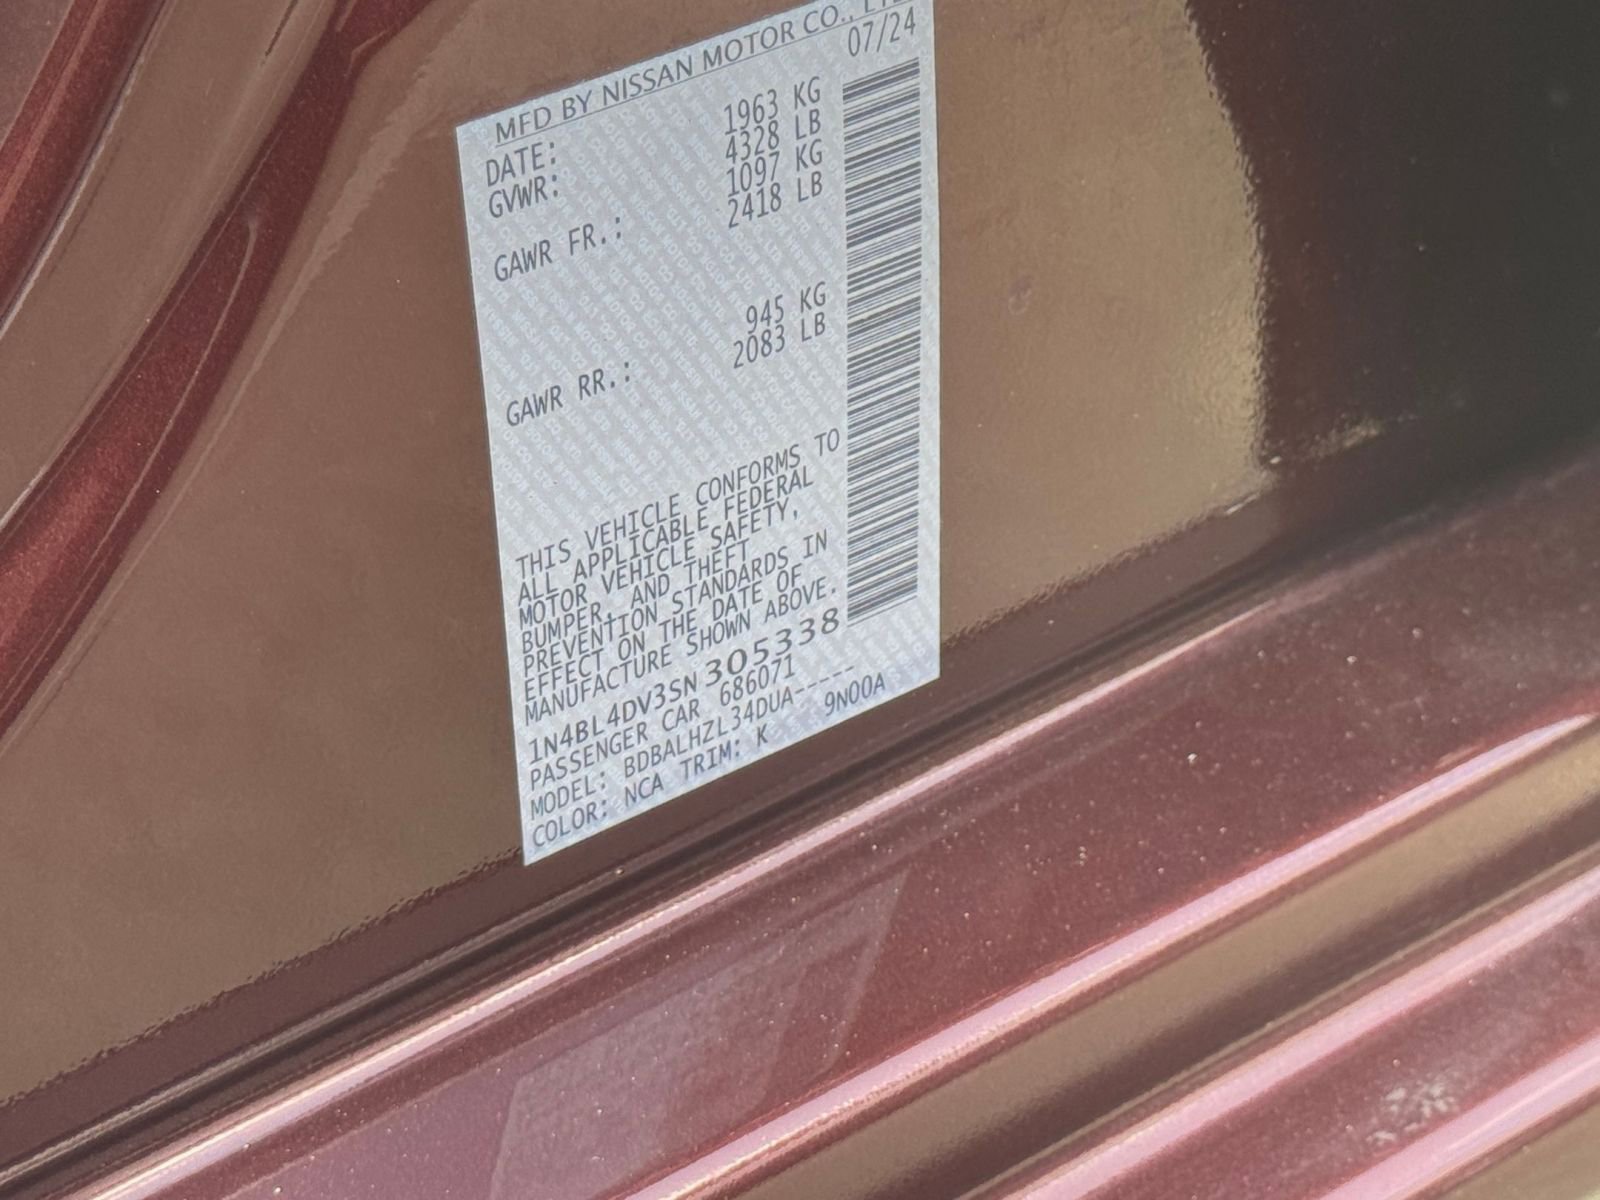 MFD BY NISSAN MOTOR CO., LTD
DATE: 07/24
GVWR: 1963 KG
4328 LB
GAWR FR.: 1097 KG
2418 LB
GAWR RR.: 945 KG
2083 LB
THIS VEHICLE CONFORMS TO
ALL APPLICABLE FEDERAL
MOTOR VEHICLE SAFETY,
BUMPER, AND THEFT
PREVENTION STANDARDS IN
EFFECT ON THE DATE OF
MANUFACTURE SHOWN ABOVE.
1N4BL4DV3SN305338
PASSENGER CAR 686071
MODEL: BDBALHZL34DUA-----
COLOR: NCA TRIM: K 9N00A